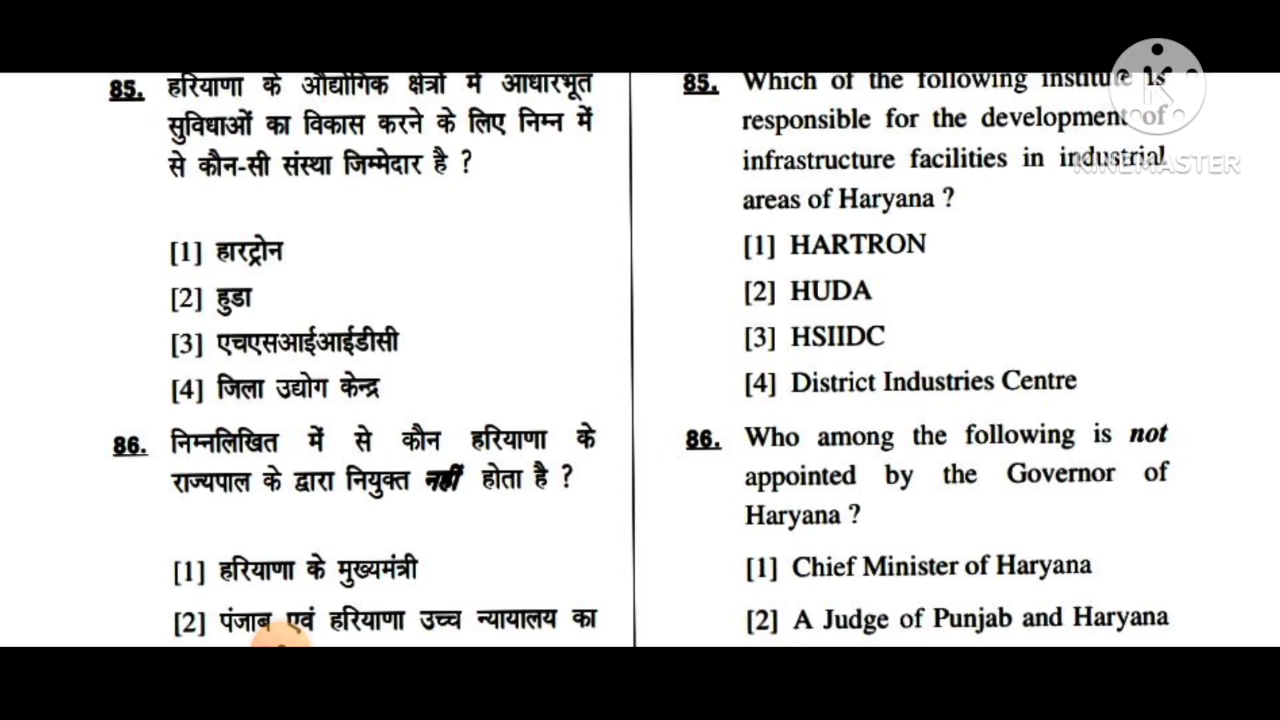 85. हरियाणा के औद्योगिक क्षेत्रों में आधारभूत
सुविधाओं का विकास करने के लिए निम्न में
से कौन-सी संस्था जिम्मेदार है ?
[1] हारट्रोन
[2] हुडा
[3] एचएसआईआईडीसी
[4] जिला उद्योग केन्द्र
86. निम्नलिखित में से कौन हरियाणा के
राज्यपाल के द्वारा नियुक्त नहीं होता है ?
[1] हरियाणा के मुख्यमंत्री
[2] पंजाब एवं हरियाणा उच्च न्यायालय का
85. Which of the following institute is
responsible for the development of
infrastructure facilities in industrial
areas of Haryana ?
[1] HARTRON
[2] HUDA
[3] HSIIDC
[4] District Industries Centre
86. Who among the following is not
appointed by the Governor of
Haryana ?
[1] Chief Minister of Haryana
[2] A Judge of Punjab and Haryana
KINEMASTER